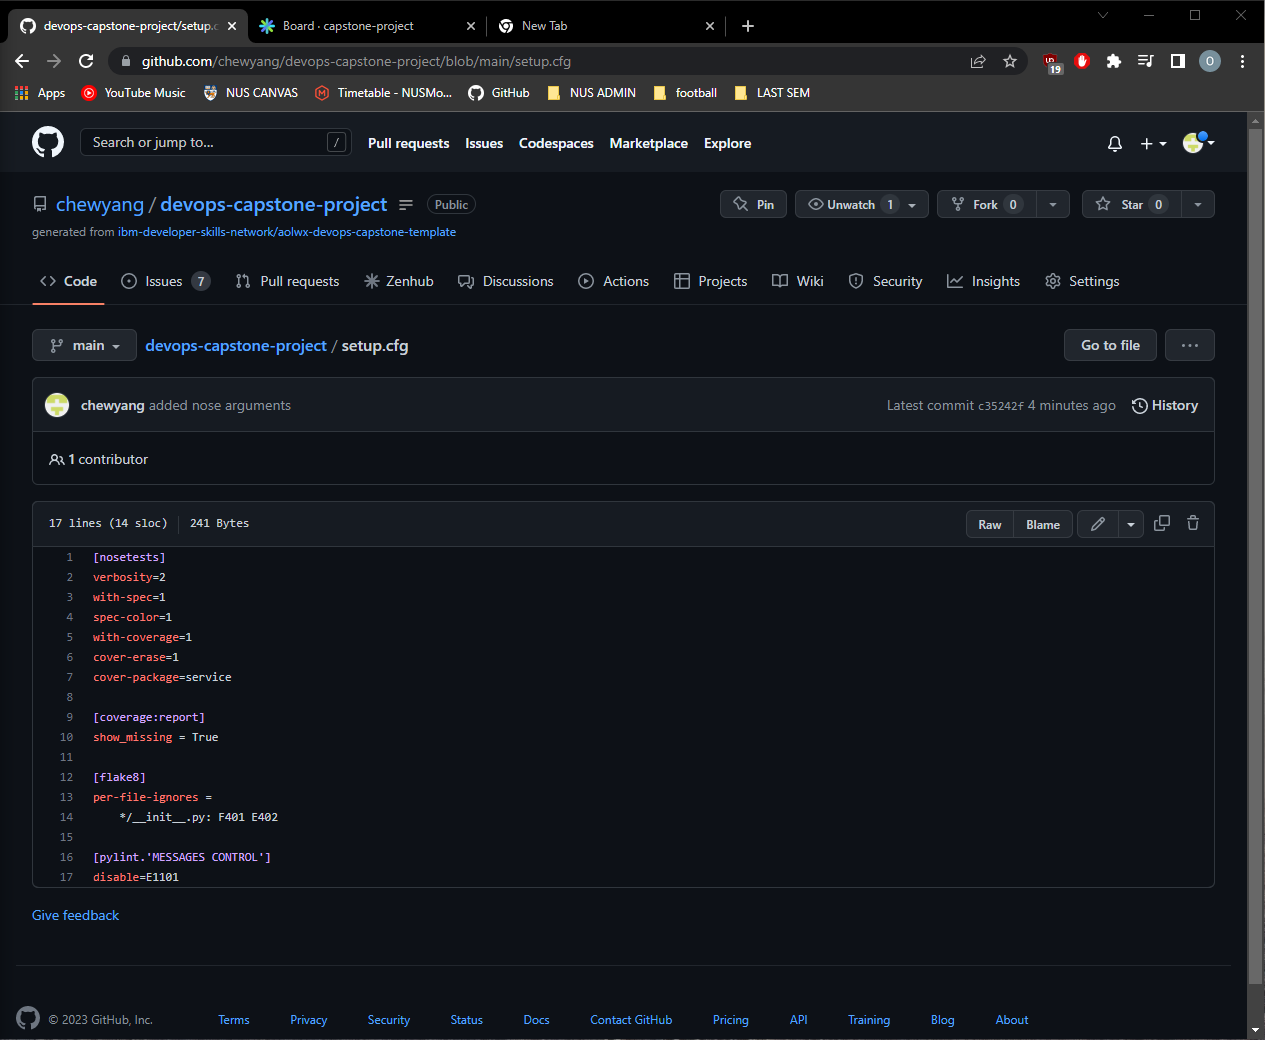 devops-capstone-project/setup.c
Board · capstone-project
New Tab
github.com/chewyang/devops-capstone-project/blob/main/setup.cfg
19
O
Apps
YouTube Music
NUS CANVAS
Timetable - NUSMo...
GitHub
NUS ADMIN
football
LAST SEM
Search or jump to...
/
Pull requests
Issues
Codespaces
Marketplace
Explore
chewyang / devops-capstone-project
Public
Pin
Unwatch 1
Fork 0
Star 0
generated from ibm-developer-skills-network/aolwx-devops-capstone-template
Code
Issues 7
Pull requests
Zenhub
Discussions
Actions
Projects
Wiki
Security
Insights
Settings
main
devops-capstone-project / setup.cfg
Go to file
...
chewyang added nose arguments
Latest commit c35242f 4 minutes ago
History
1 contributor
17 lines (14 sloc)
241 Bytes
Raw
Blame
1 [nosetests]
2 verbosity=2
3 with-spec=1
4 spec-color=1
5 with-coverage=1
6 cover-erase=1
7 cover-package=service
8
9 [coverage:report]
10 show_missing = True
11
12 [flake8]
13 per-file-ignores =
14 */__init__.py: F401 E402
15
16 [pylint.'MESSAGES CONTROL']
17 disable=E1101
Give feedback
© 2023 GitHub, Inc.
Terms
Privacy
Security
Status
Docs
Contact GitHub
Pricing
API
Training
Blog
About